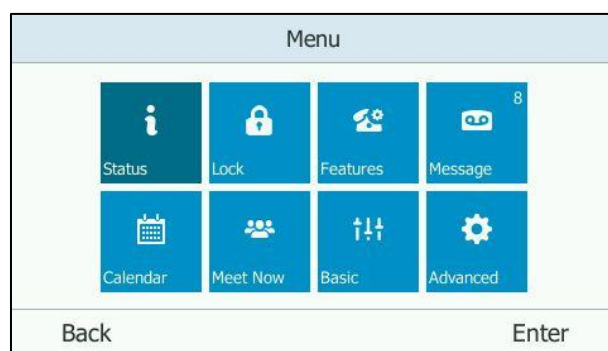 Menu
8
Status Lock Features Message
Calendar Meet Now Basic Advanced
Back Enter